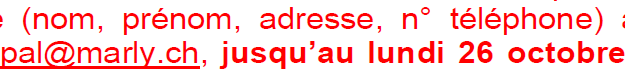 (nom, prénom, adresse, n° téléphone)
pal@marly.ch, jusqu'au lundi 26 octobre